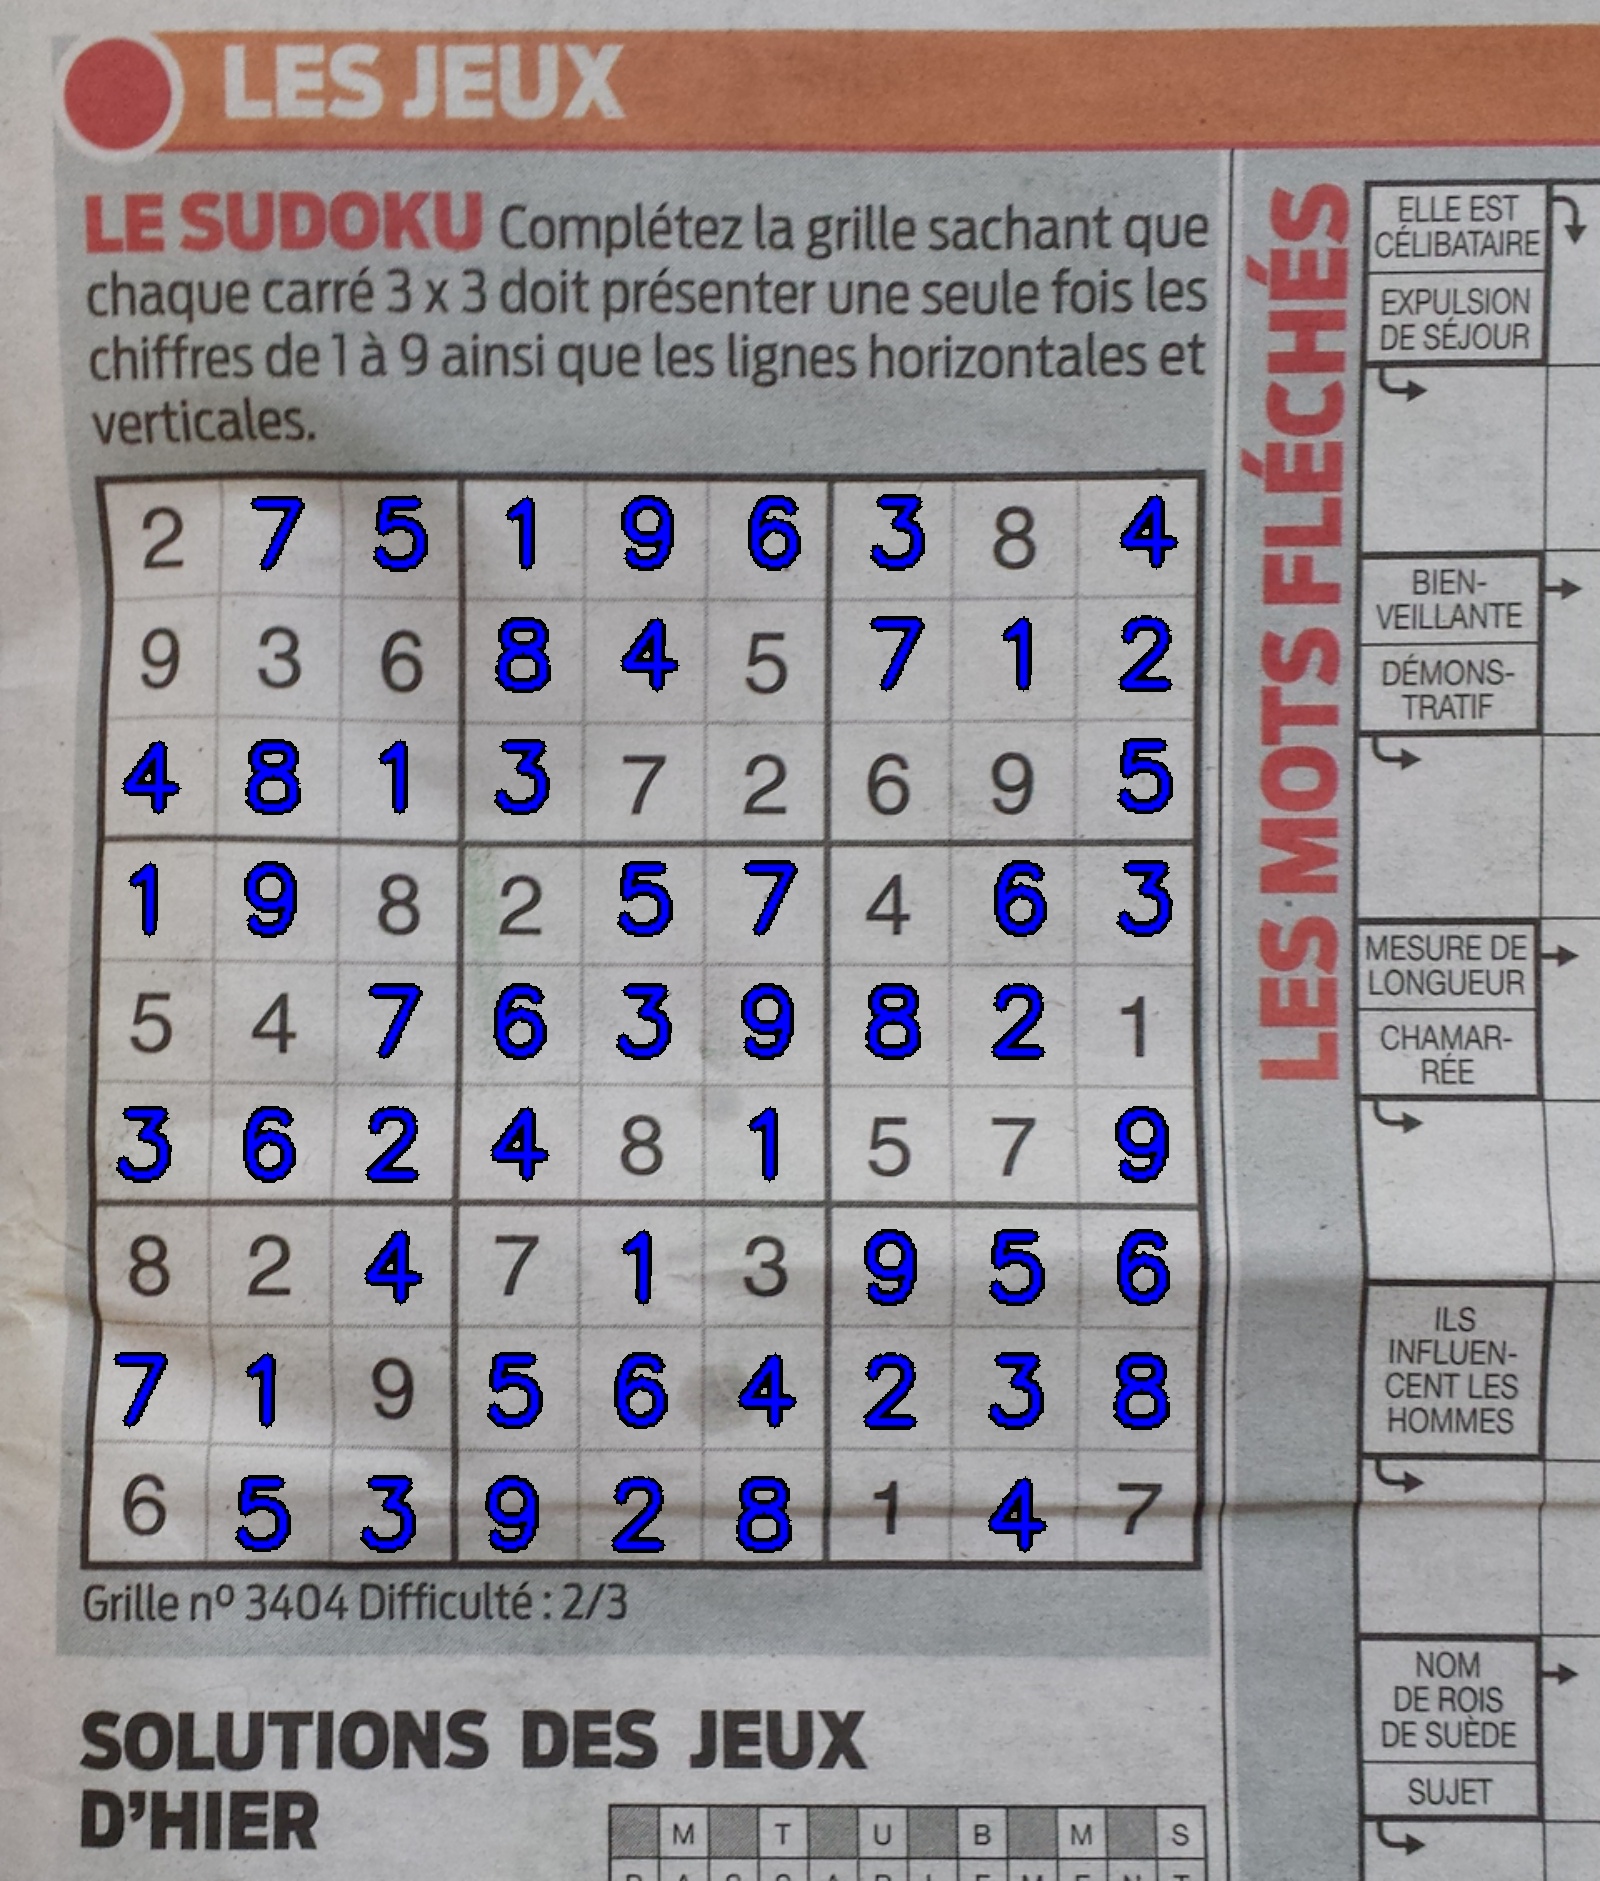 LES JEUX
LE SUDOKU Complétez la grille sachant que
chaque carré 3 x 3 doit présenter une seule fois les
chiffres de 1 à 9 ainsi que les lignes horizontales et
verticales.
2 7 5 1 9 6 3 8 4
9 3 6 8 4 5 7 1 2
4 8 1 3 7 2 6 9 5
1 9 8 2 5 7 4 6 3
5 4 7 6 3 9 8 2 1
3 6 2 4 8 1 5 7 9
8 2 4 7 1 3 9 5 6
7 1 9 5 6 4 2 3 8
6 5 3 9 2 8 1 4 7
Grille nº 3404 Difficulté : 2/3
SOLUTIONS DES JEUX
D'HIER
M T U B M S
LES MOTS FLÉCHÉS
ELLE EST
CÉLIBATAIRE
EXPULSION
DE SÉJOUR
BIEN-
VEILLANTE
DÉMONS-
TRATIF
MESURE DE
LONGUEUR
CHAMAR-
RÉE
ILS
INFLUEN-
CENT LES
HOMMES
NOM
DE ROIS
DE SUÈDE
SUJET